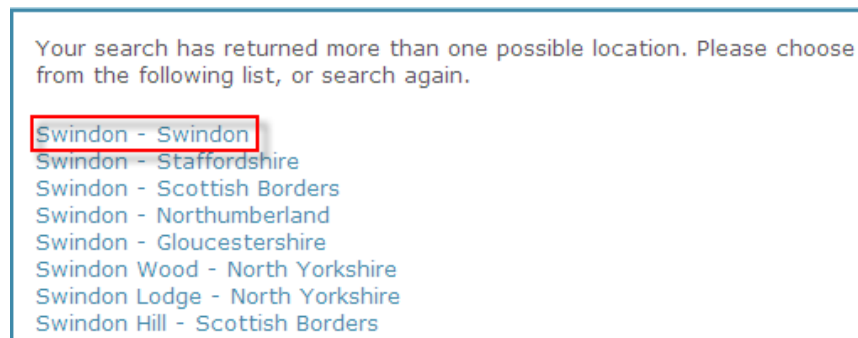 Your search has returned more than one possible location. Please choose
from the following list, or search again.
Swindon - Swindon
Swindon - Staffordshire
Swindon - Scottish Borders
Swindon - Northumberland
Swindon - Gloucestershire
Swindon Wood - North Yorkshire
Swindon Lodge - North Yorkshire
Swindon Hill - Scottish Borders